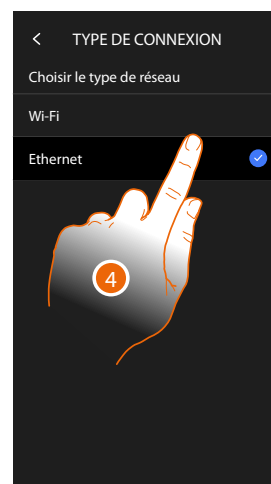 TYPE DE CONNEXION
Choisir le type de réseau
Wi-Fi
Ethernet
4